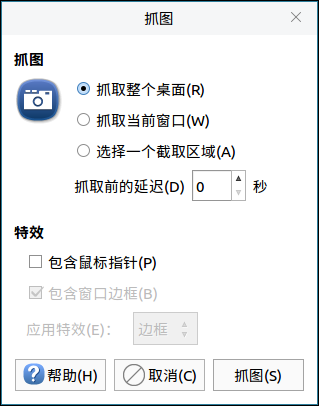 抓图
抓图
抓取整个桌面(R)
抓取当前窗口(W)
选择一个截取区域(A)
抓取前的延迟(D) 0 秒
特效
包含鼠标指针(P)
包含窗口边框(B)
应用特效(E)： 边框
帮助(H) 取消(C) 抓图(S)